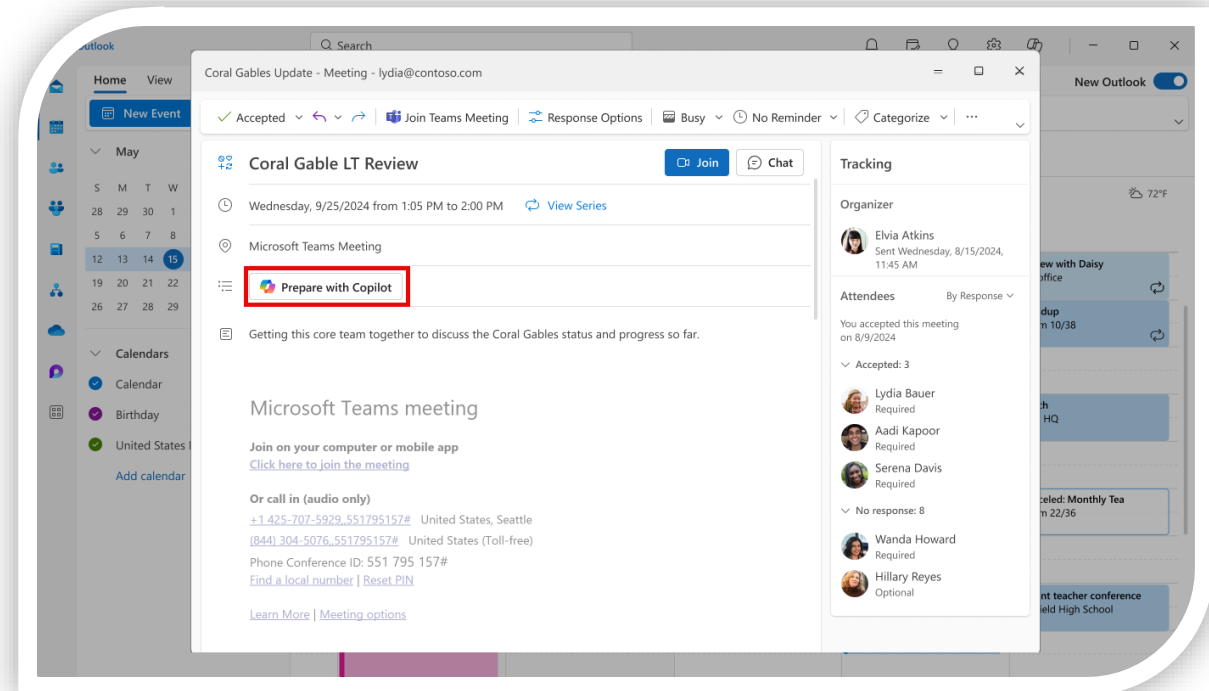 Outlook
Search
Home View
New Outlook
New Event
May
S M T W
28 29 30 1
5 6 7 8
12 13 14 15
19 20 21 22
26 27 28 29
Calendars
Calendar
Birthday
United States
Add calendar
Coral Gables Update - Meeting - lydia@contoso.com
Accepted Join Teams Meeting Response Options Busy No Reminder Categorize ...
Coral Gable LT Review
Join Chat
Wednesday, 9/25/2024 from 1:05 PM to 2:00 PM View Series
Microsoft Teams Meeting
Prepare with Copilot
Getting this core team together to discuss the Coral Gables status and progress so far.
Microsoft Teams meeting
Join on your computer or mobile app
Click here to join the meeting
Or call in (audio only)
+1 425-707-5929,,551795157# United States, Seattle
(844) 304-5076,,551795157# United States (Toll-free)
Phone Conference ID: 551 795 157#
Find a local number | Reset PIN
Learn More | Meeting options
Tracking
Organizer
Elvia Atkins
Sent Wednesday, 8/15/2024,
11:45 AM
Attendees By Response
You accepted this meeting
on 8/9/2024
Accepted: 3
Lydia Bauer
Required
Aadi Kapoor
Required
Serena Davis
Required
No response: 8
Wanda Howard
Required
Hillary Reyes
Optional
72°F
with Daisy
office
10/38
HQ
Monthly Tea
22/36
teacher conference
High School